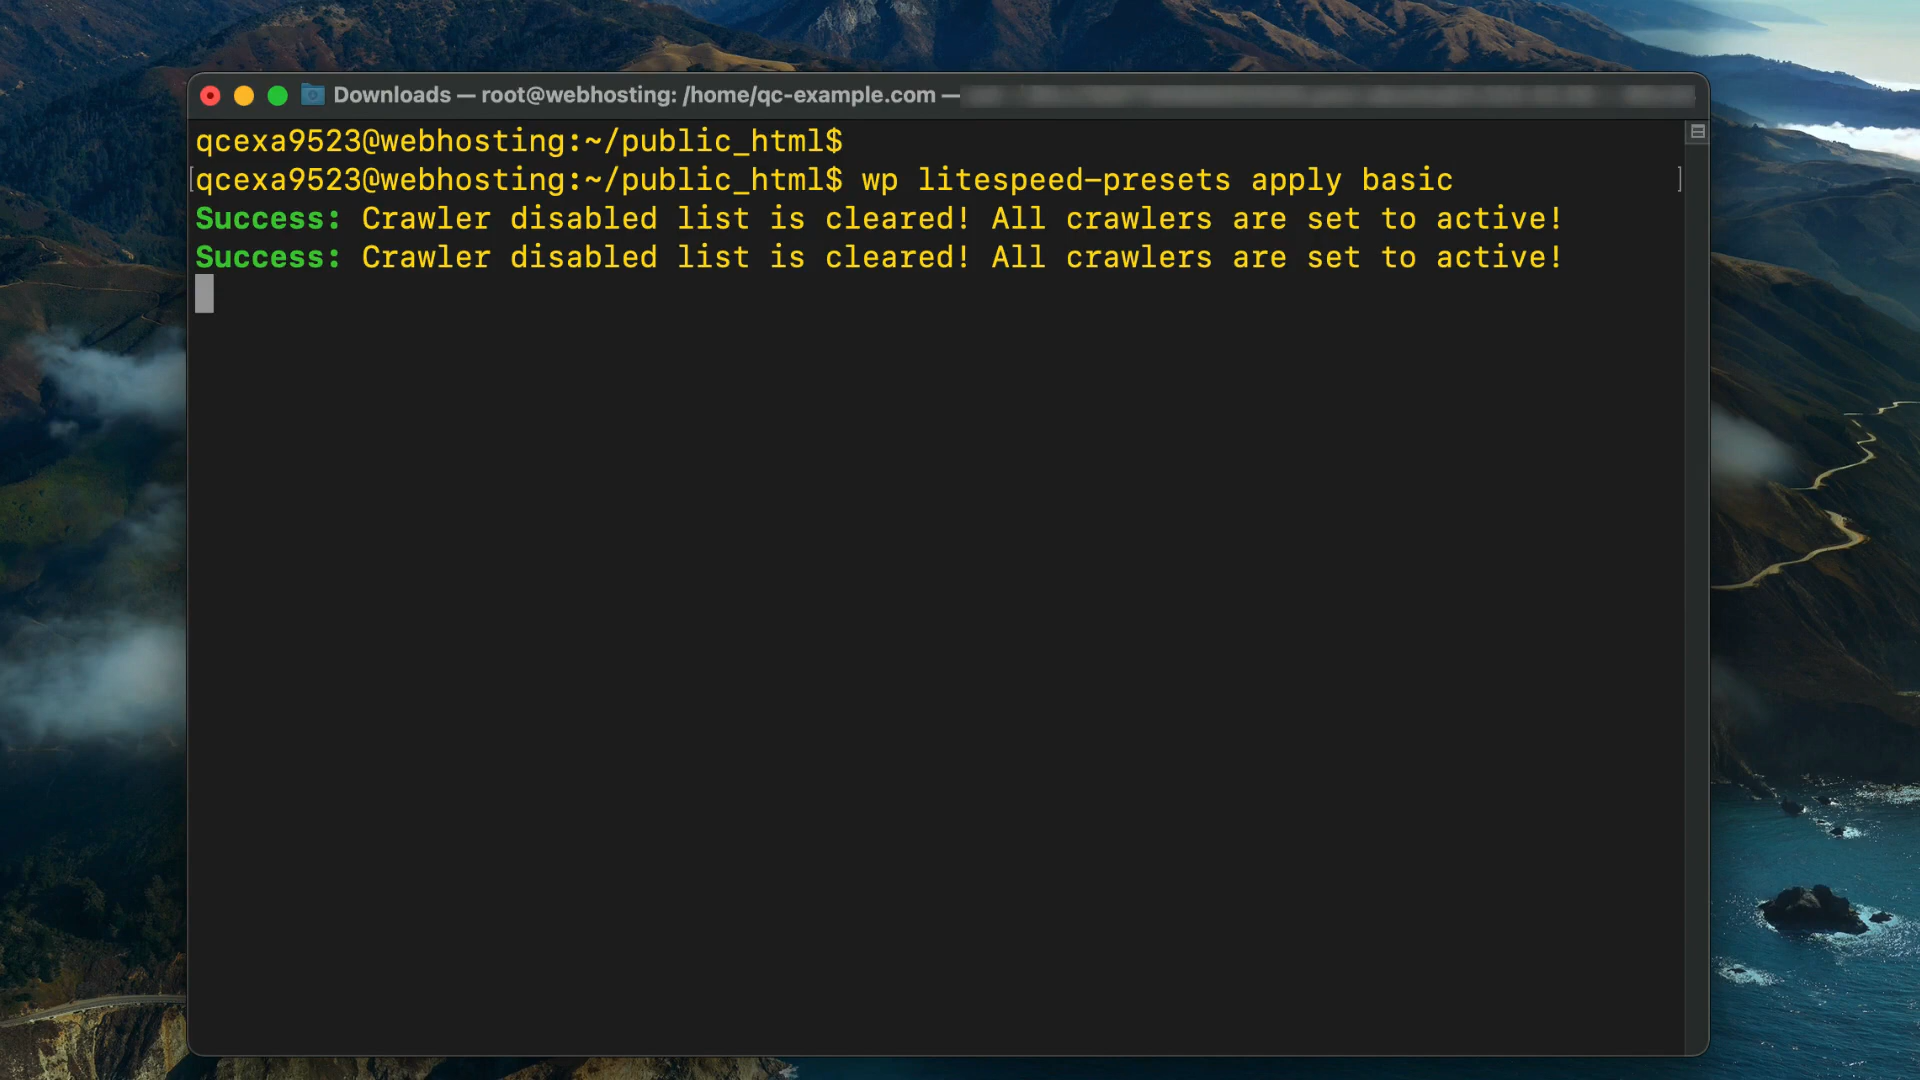 Downloads — root@webhosting: /home/qc-example.com —
qcexa9523@webhosting:~/public_html$
[qcexa9523@webhosting:~/public_html$ wp litespeed-presets apply basic ]
Success: Crawler disabled list is cleared! All crawlers are set to active!
Success: Crawler disabled list is cleared! All crawlers are set to active!